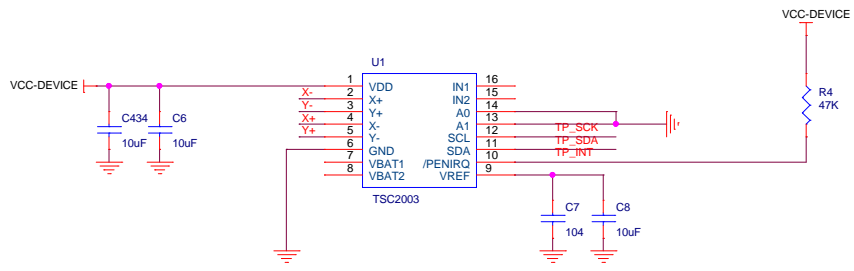 VCC-DEVICE
U1
VCC-DEVICE
1 VDD IN1 16
X- 2 X+ IN2 15
Y- 3 Y+ A0 14
X+ 4 X- A1 13
Y+ 5 Y- SCL 12 TP_SCK
6 GND SDA 11 TP_SDA
7 VBAT1 /PENIRQ 10 TP_INT
8 VBAT2 VREF 9
TSC2003
C434
10uF
C6
10uF
R4
47K
C7
104
C8
10uF